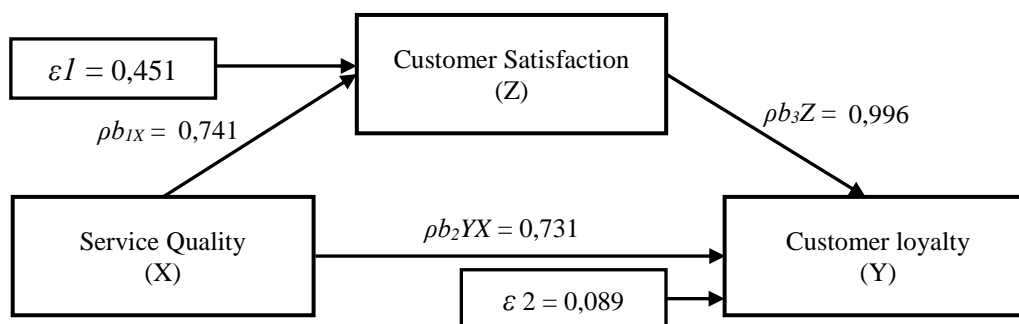 Customer Satisfaction
(Z)
ε1 = 0,451
ρb1X = 0,741
ρb3Z = 0,996
Service Quality
(X)
ρb2YX = 0,731
Customer loyalty
(Y)
ε 2 = 0,089